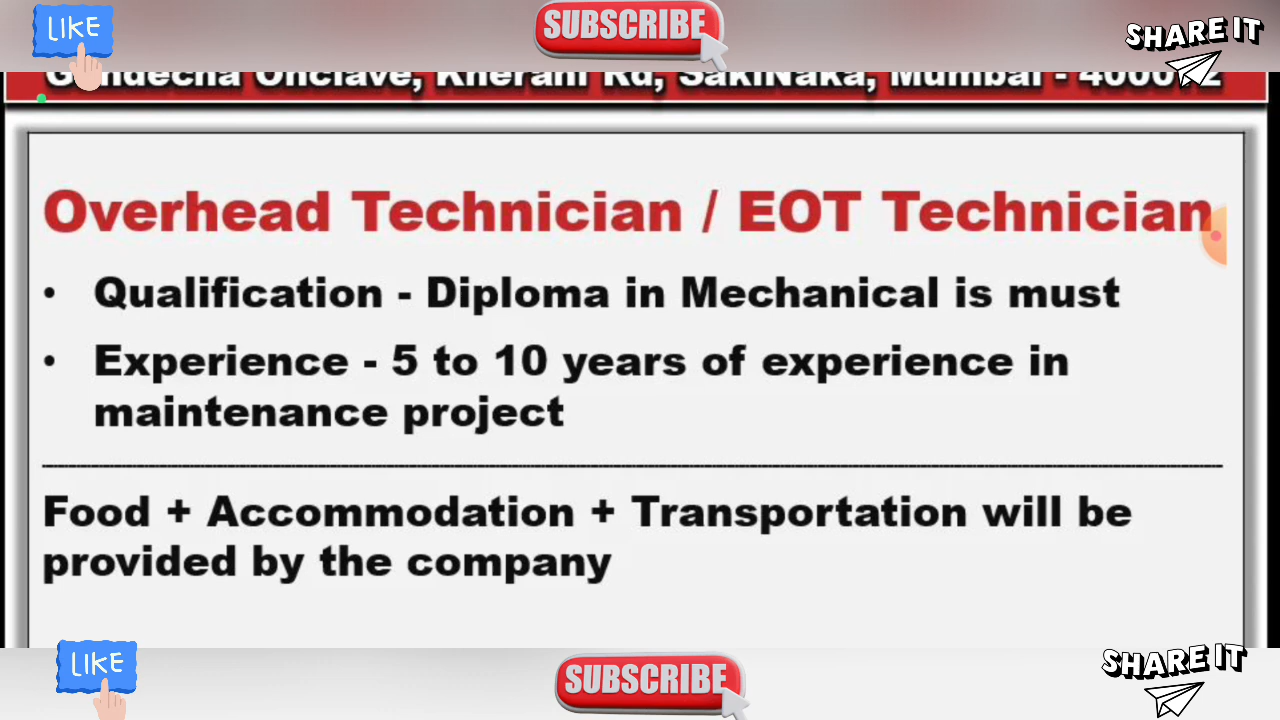 LIKE
SUBSCRIBE
SHARE IT
Onclave, Kherani Rd, SakiNaka, Mumbai -
Overhead Technician / EOT Technician
• Qualification - Diploma in Mechanical is must
• Experience - 5 to 10 years of experience in
maintenance project
Food + Accommodation + Transportation will be
provided by the company
LIKE
SUBSCRIBE
SHARE IT